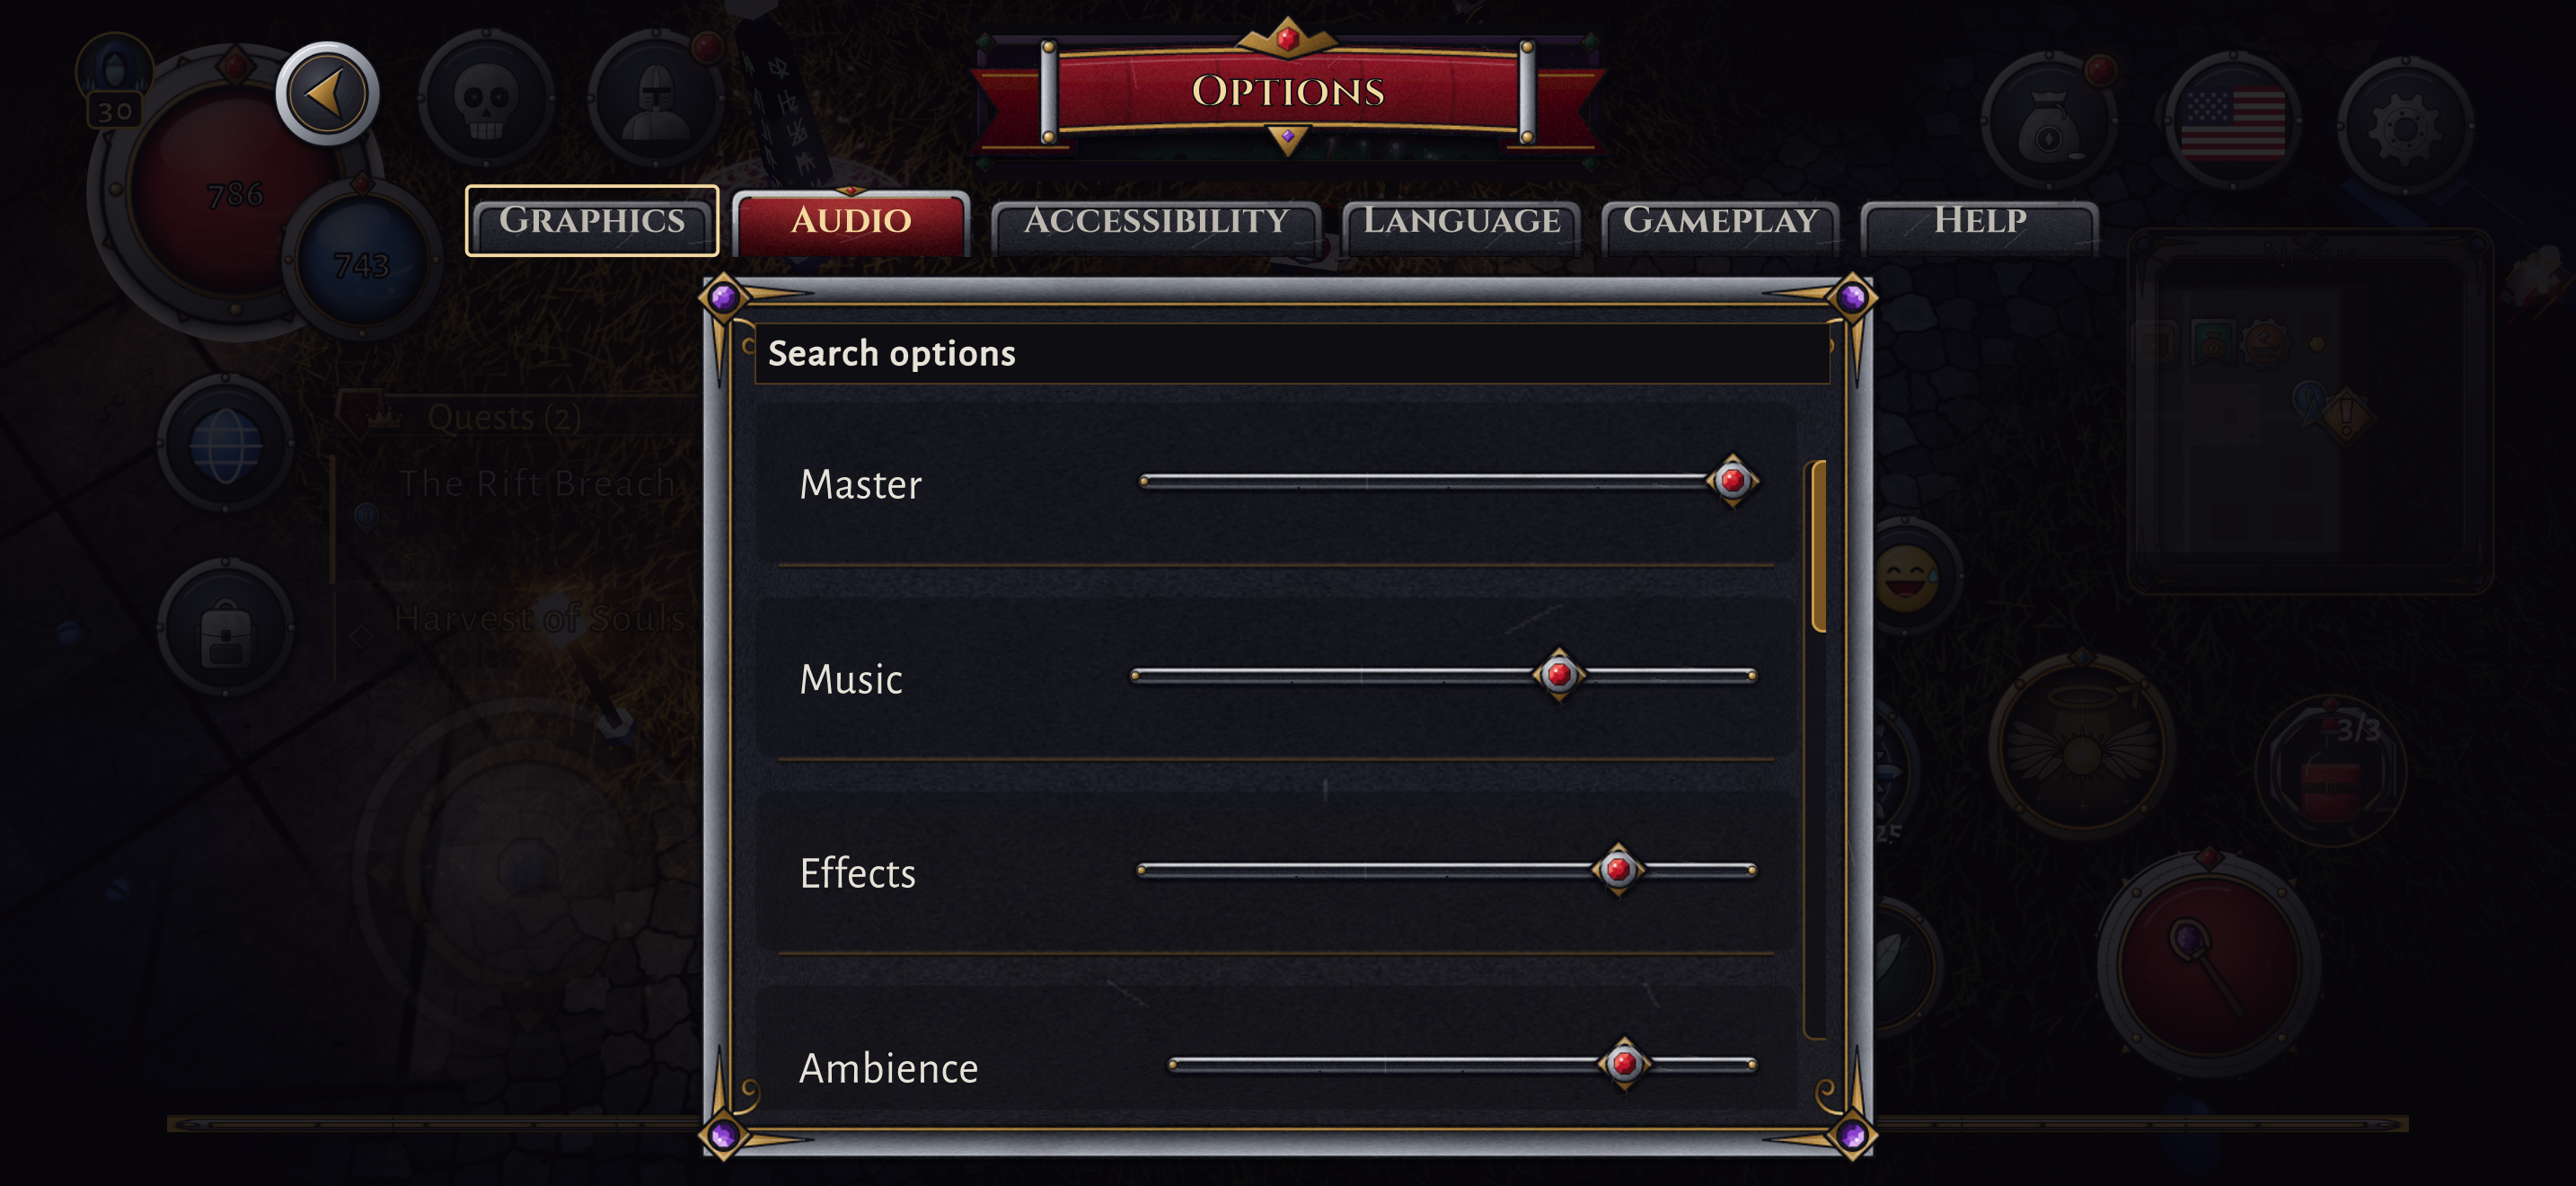 Options
30
786
743
Graphics
Audio
Accessibility
Language
Gameplay
Help
Search options
Quests (2)
The Rift Breach
Harvest of Souls
Master
Music
Effects
Ambience
3/3
25